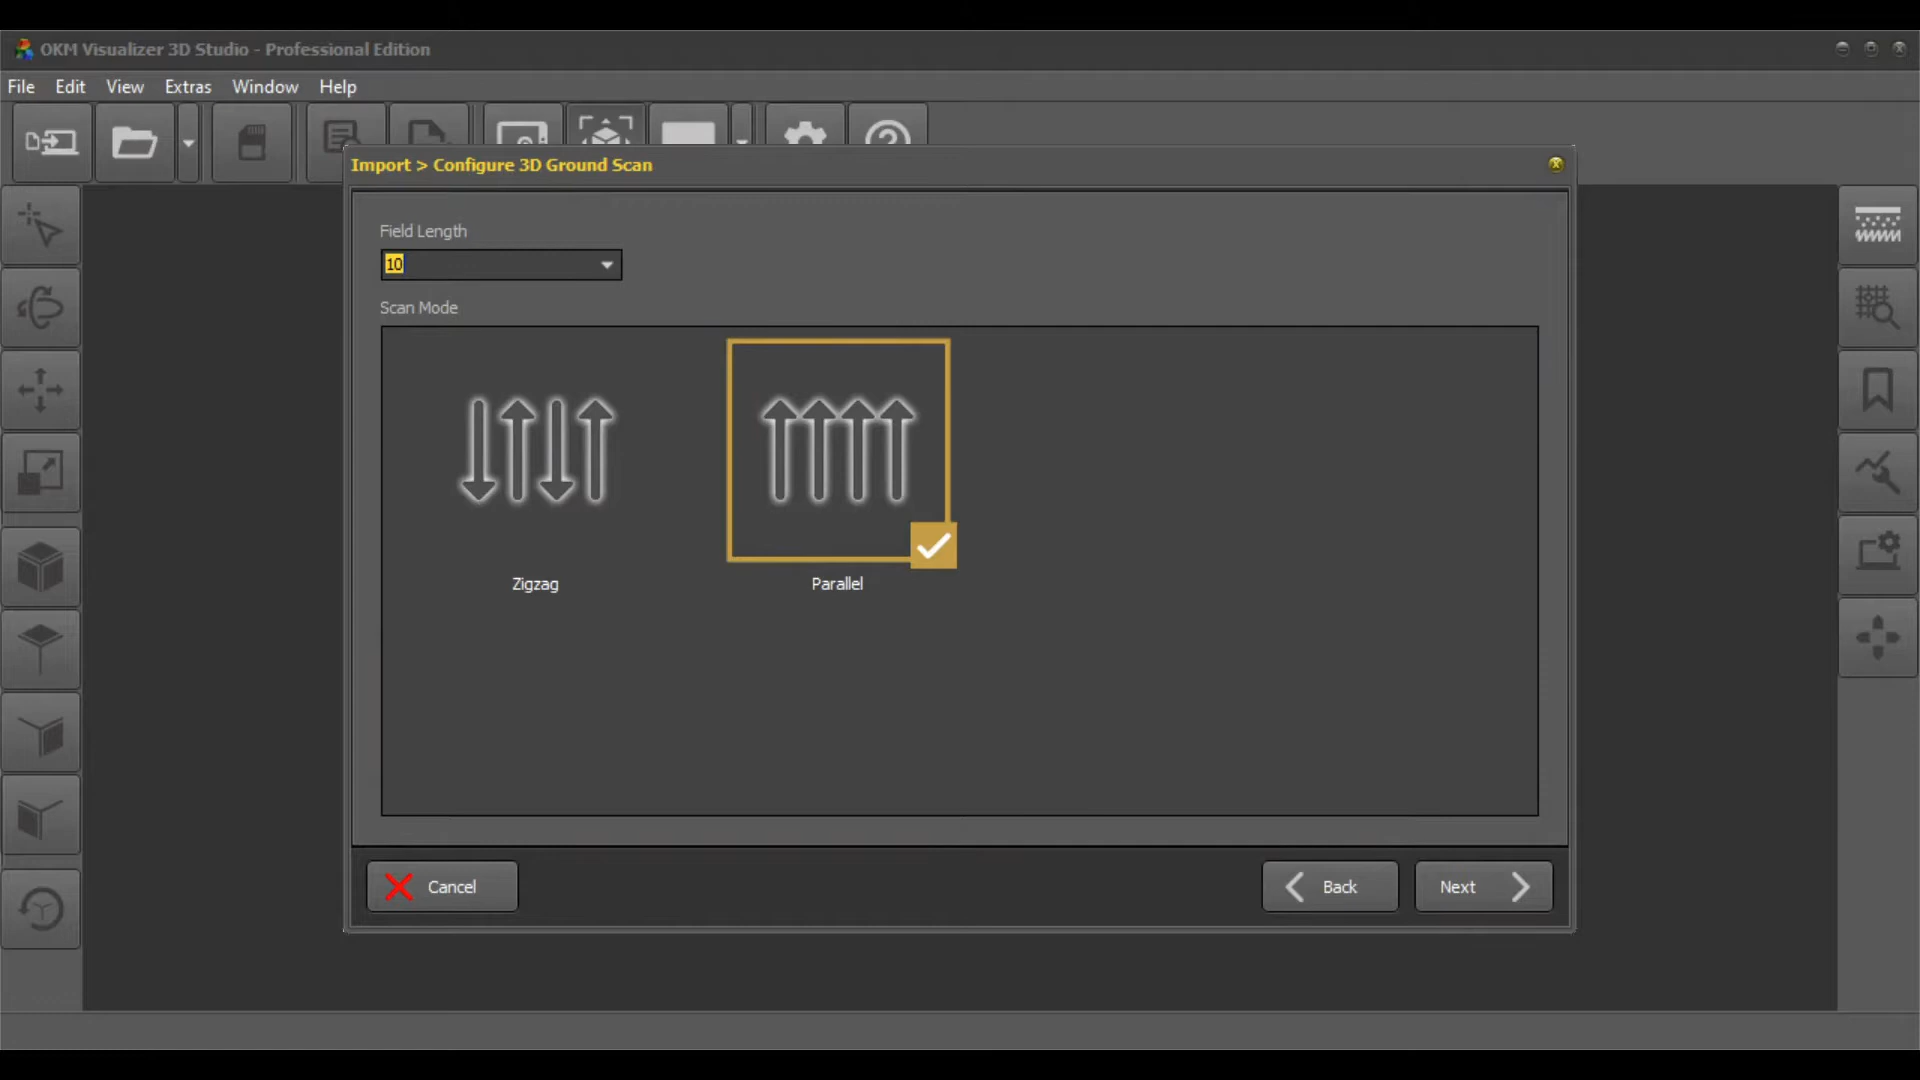 OKM Visualizer 3D Studio - Professional Edition
File Edit View Extras Window Help
Import > Configure 3D Ground Scan
Field Length
10
Scan Mode
Zigzag
Parallel
Cancel
Back
Next